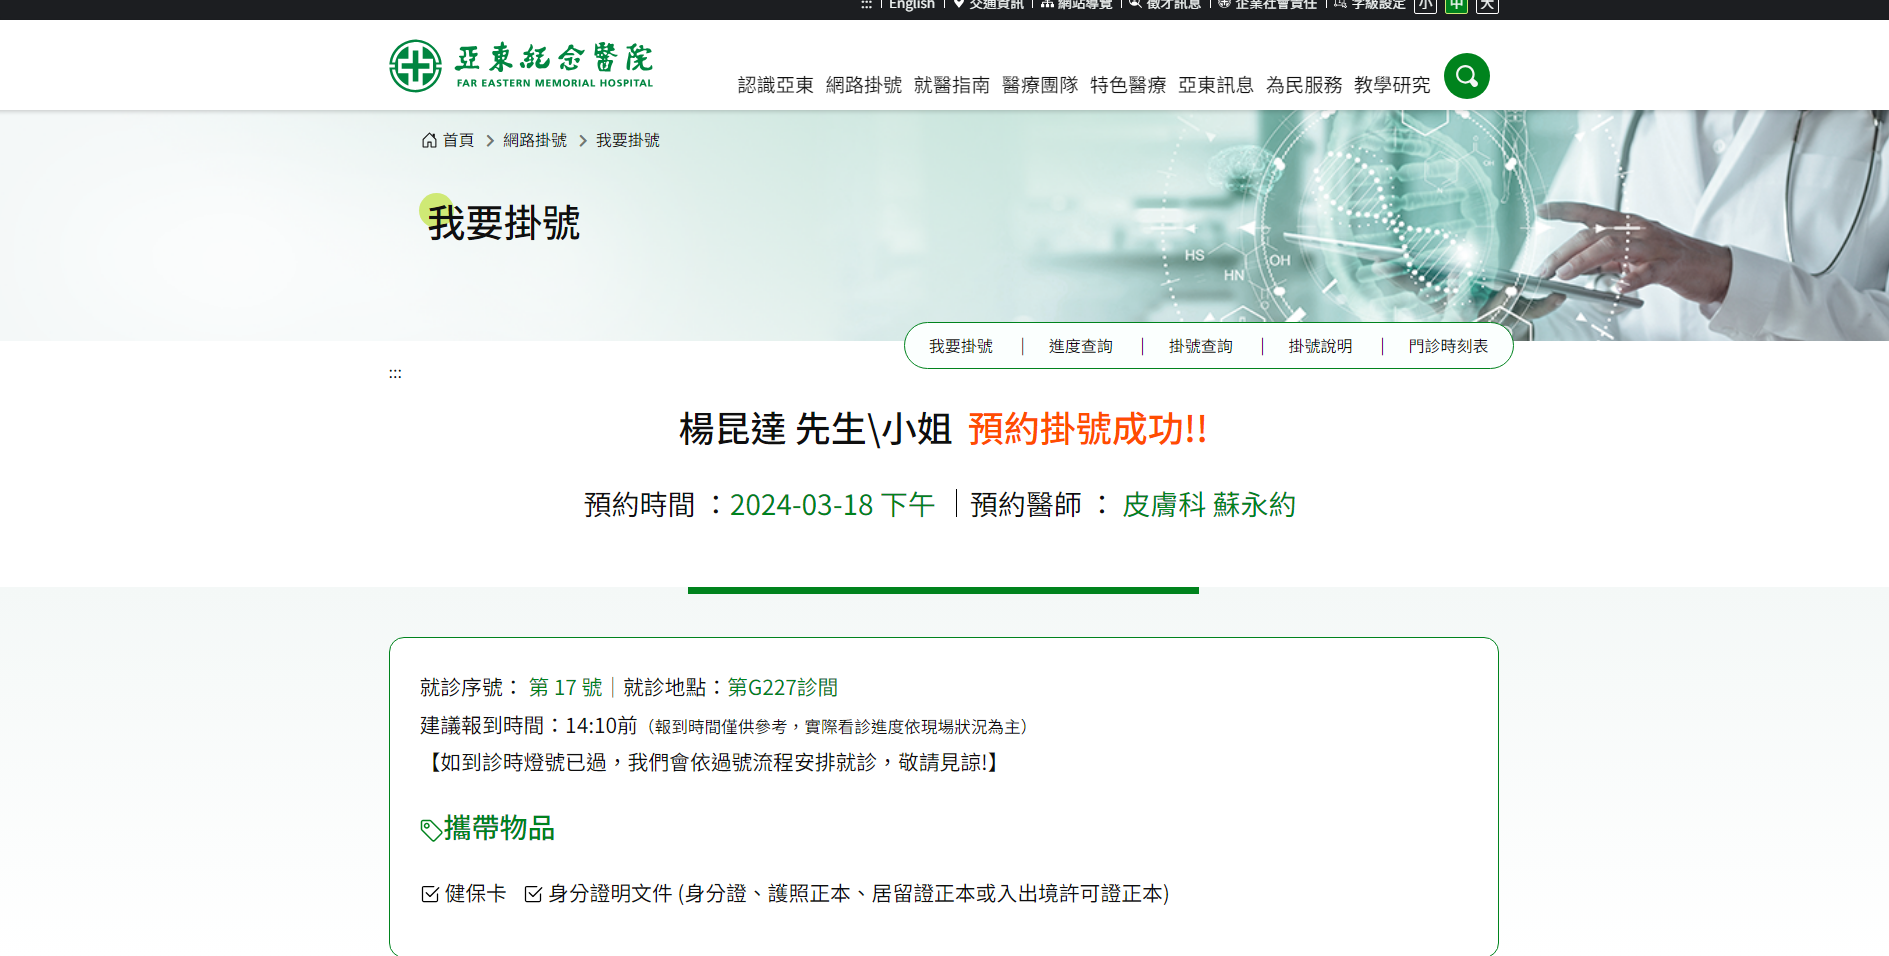 ::: | English | 交通資訊 | 網站導覽 | 徵才訊息 | 企業社會責任 | 字級設定 小 中 大
亞東紀念醫院
FAR EASTERN MEMORIAL HOSPITAL
認識亞東 網路掛號 就醫指南 醫療團隊 特色醫療 亞東訊息 為民服務 教學研究
首頁 > 網路掛號 > 我要掛號
我要掛號
HS
HN
OH
我要掛號 | 進度查詢 | 掛號查詢 | 掛號說明 | 門診時刻表
:::
楊昆達 先生\小姐 預約掛號成功!!
預約時間 ：2024-03-18 下午 | 預約醫師 ： 皮膚科 蘇永約
就診序號： 第 17 號｜就診地點：第G227診間
建議報到時間：14:10前（報到時間僅供參考，實際看診進度依現場狀況為主）
【如到診時燈號已過，我們會依過號流程安排就診，敬請見諒!】
攜帶物品
健保卡 身分證明文件 (身分證、護照正本、居留證正本或入出境許可證正本)